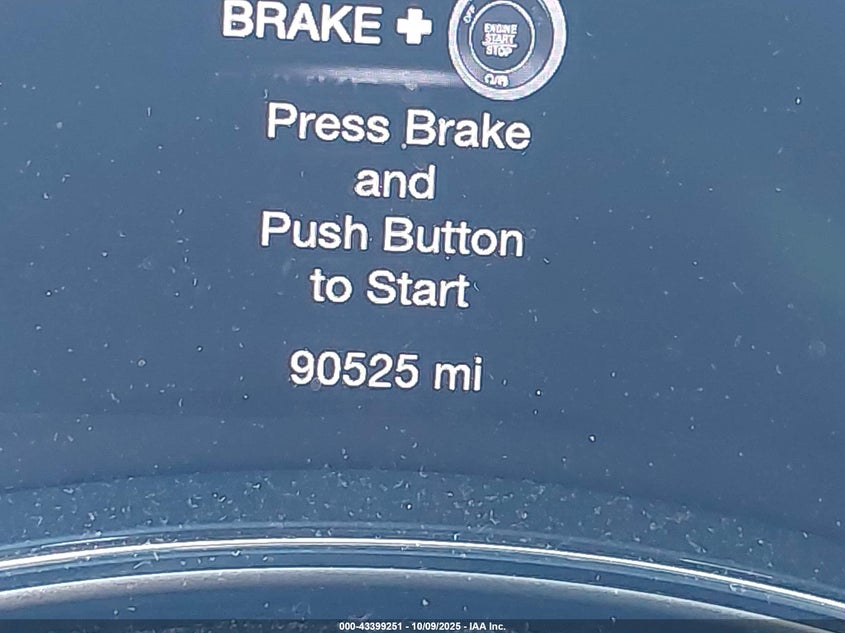 BRAKE +
OFF
ENGINE
START
STOP
Press Brake
and
Push Button
to Start
90525 mi
000-43399251 - 10/09/2025 - IAA Inc.